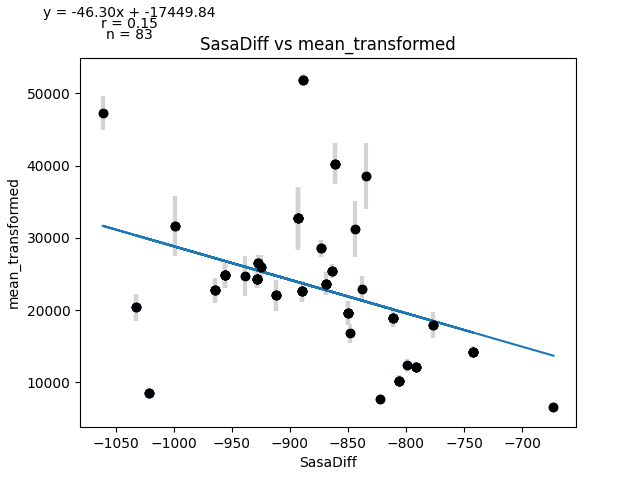 y = -46.30x + -17449.84
r = 0.15
n = 83
SasaDiff vs mean_transformed
50000
40000
30000
20000
10000
mean_transformed
−1050 −1000 −950 −900 −850 −800 −750 −700
SasaDiff